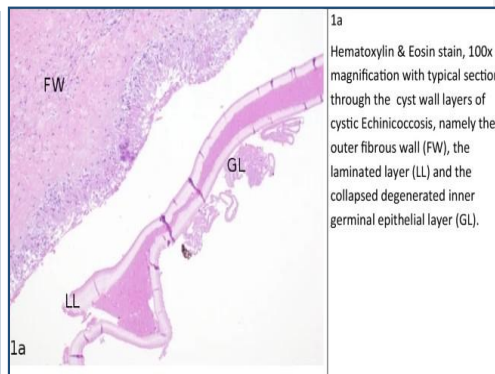 FW
GL
LL
1a
1a
Hematoxylin & Eosin stain, 100x
magnification with typical section
through the cyst wall layers of
cystic Echinicoccosis, namely the
outer fibrous wall (FW), the
laminated layer (LL) and the
collapsed degenerated inner
germinal epithelial layer (GL).